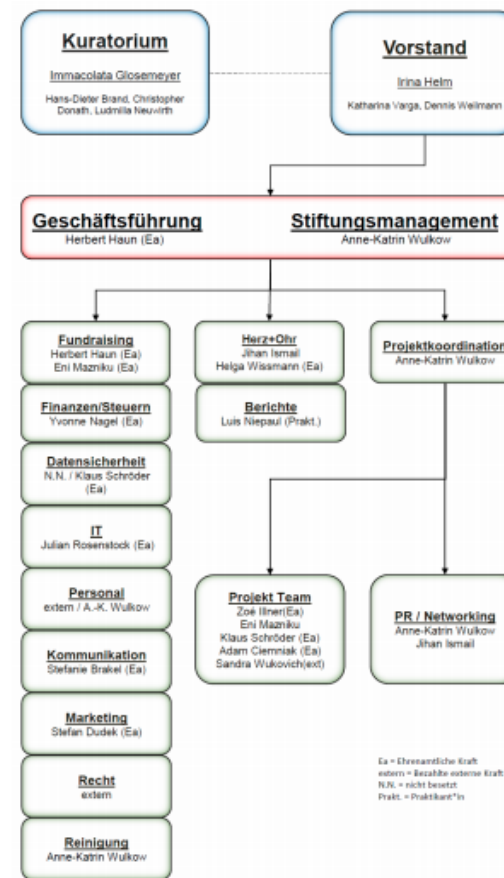 Kuratorium
Immacolata Glosemeyer
Hans-Dieter Brand, Christopher
Donath, Ludmilla Neuwirth
Vorstand
Irina Helm
Katharina Varga, Dennis Weilmann
Geschäftsführung
Herbert Haun (Ea)
Stiftungsmanagement
Anne-Katrin Wulkow
Fundraising
Herbert Haun (Ea)
Eni Mazniku (Ea)
Finanzen/Steuern
Yvonne Nagel (Ea)
Datensicherheit
N.N. / Klaus Schröder
(Ea)
IT
Julian Rosenstock (Ea)
Personal
extern / A.-K. Wulkow
Kommunikation
Stefanie Brakel (Ea)
Marketing
Stefan Dudek (Ea)
Recht
extern
Reinigung
Anne-Katrin Wulkow
Herz+Ohr
Jihan Ismail
Helga Wissmann (Ea)
Berichte
Luis Niepaul (Prakt.)
Projektkoordination
Anne-Katrin Wulkow
Projekt Team
Zoé Illner(Ea)
Eni Mazniku
Klaus Schröder (Ea)
Adam Ciemniak (Ea)
Sandra Wukovich(ext)
PR / Networking
Anne-Katrin Wulkow
Jihan Ismail
Ea = Ehrenamtliche Kraft
extern = Bezahlte externe Kraft
N.N. = nicht besetzt
Prakt. = Praktikant*in